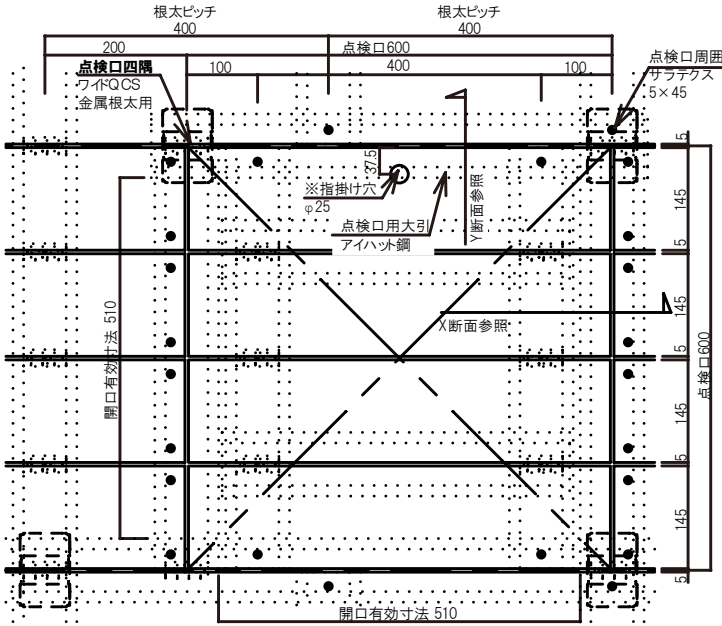 根太ピッチ
400
根太ピッチ
400
200
点検口600
100
400
100
点検口四隅
ワイドQCS
金属根太用
点検口周囲
サラテクス
5×45
37.5
※指掛け穴
φ25
点検口用大引
アイハット鋼
Y断面参照
X断面参照
開口有効寸法 510
開口有効寸法 510
5
145
5
145
5
145
5
145
5
点検口600